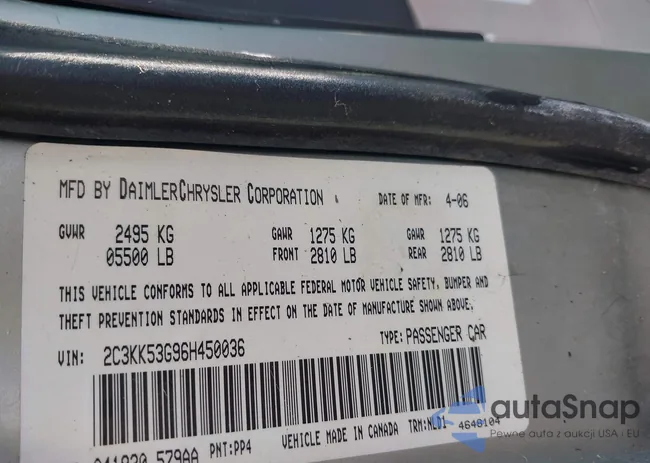 MFD BY DAIMLERCHRYSLER CORPORATION DATE OF MFR: 4-06
GVWR 2495 KG GAWR 1275 KG GAWR 1275 KG
05500 LB FRONT 2810 LB REAR 2810 LB
THIS VEHICLE CONFORMS TO ALL APPLICABLE FEDERAL MOTOR VEHICLE SAFETY, BUMPER AND
THEFT PREVENTION STANDARDS IN EFFECT ON THE DATE OF MANUFACTURE SHOWN ABOVE.
VIN: 2C3KK53G96H450036 TYPE: PASSENGER CAR
PNT:PP4 VEHICLE MADE IN CANADA TRM:NLD1 4648104
autaSnap
Pewne auta z aukcji USA i EU